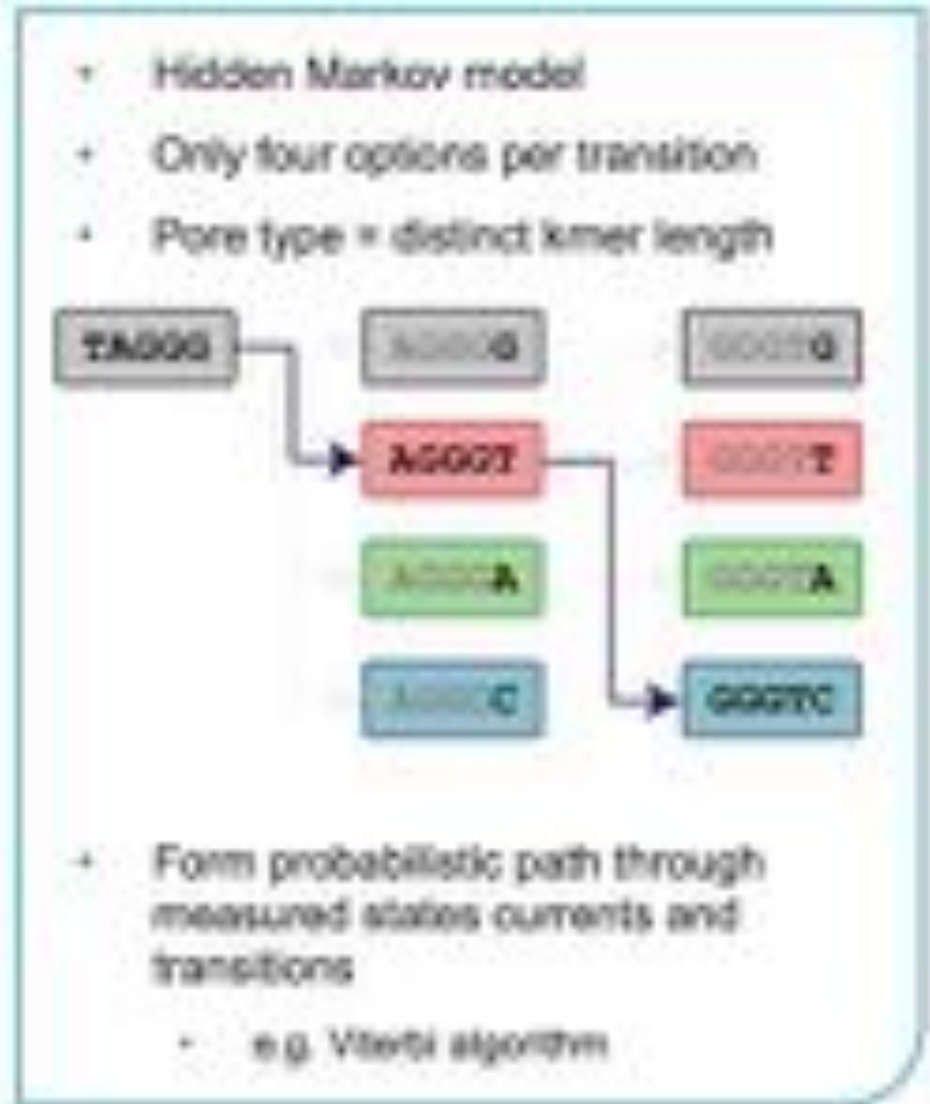 • Hidden Markov model
• Only four options per transition
• Pore type = distinct kmer length
TAGGG AGGGG GGGTG
AGGGT GGGTT
AGGGA GGGTA
AGGGC GGGTC
• Form probabilistic path through
measured states currents and
transitions
• e.g. Viterbi algorithm